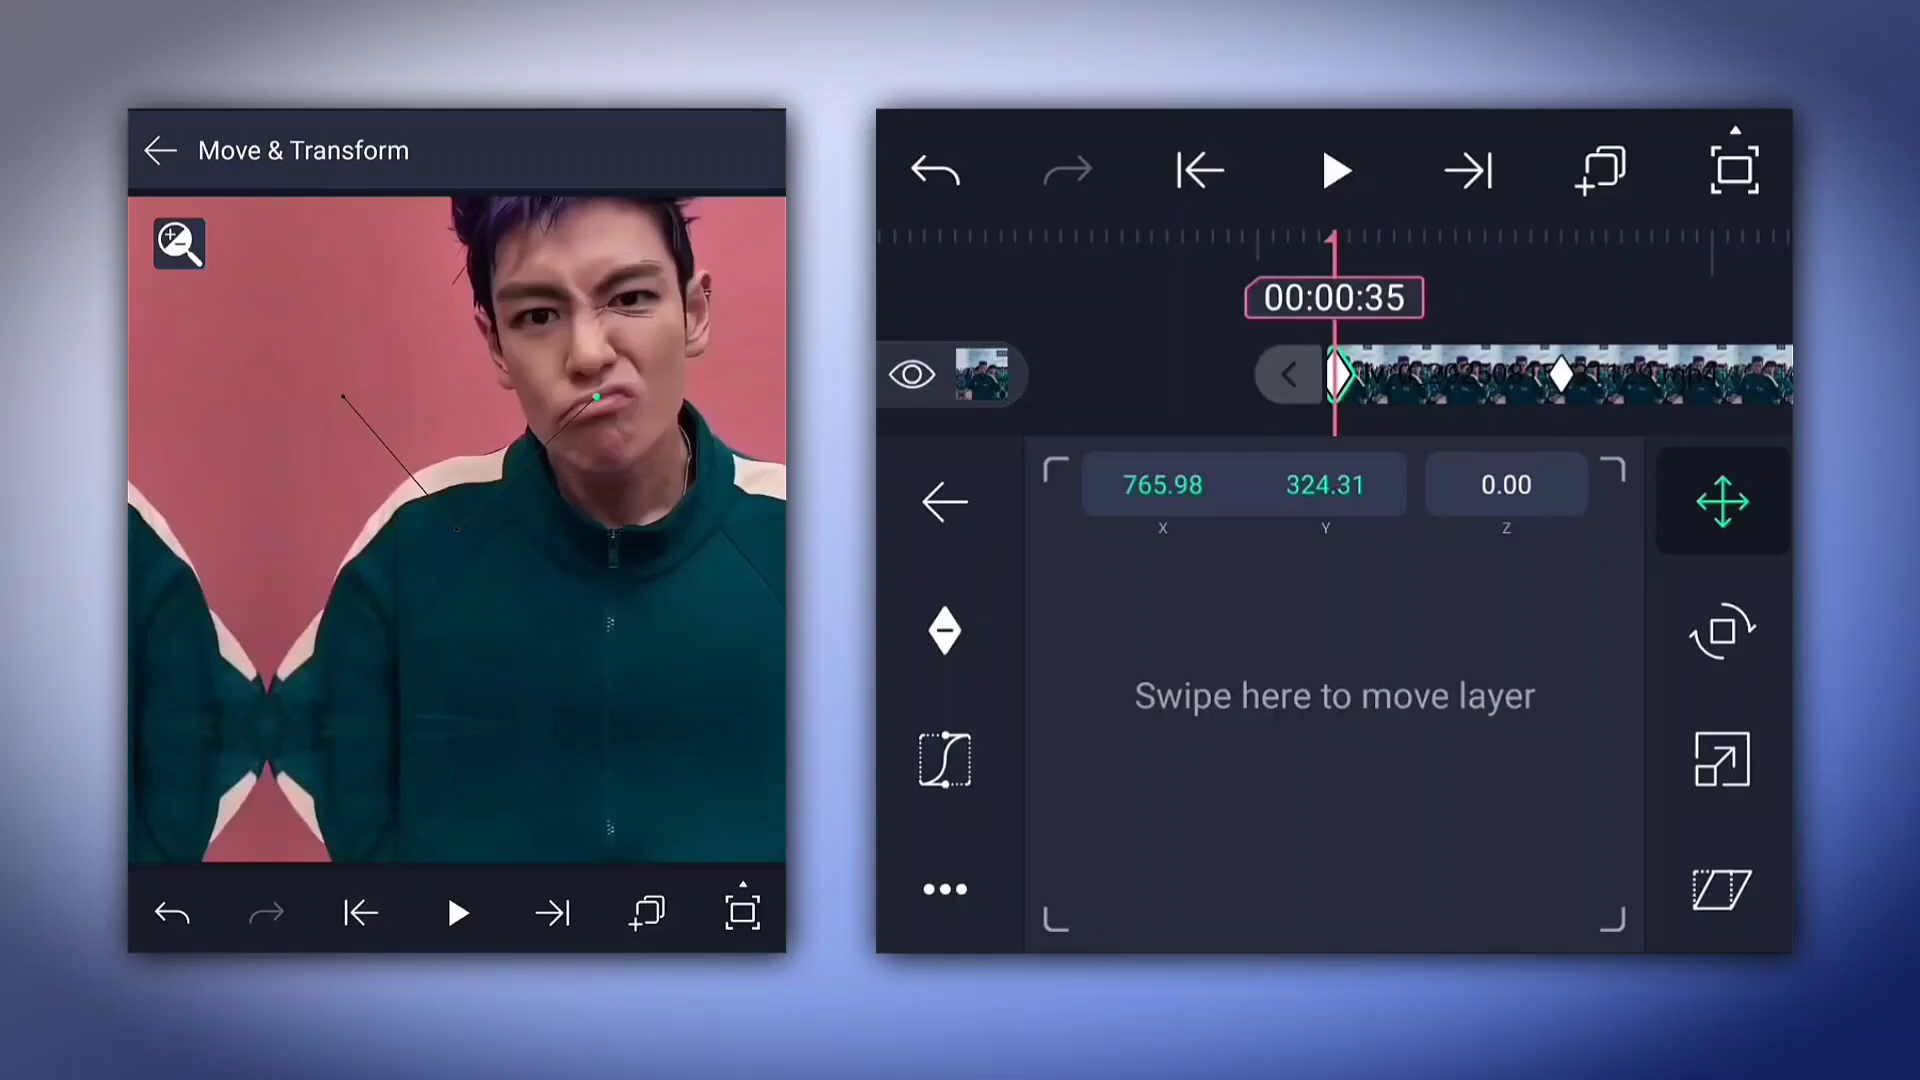 Move & Transform
00:00:35
765.98 324.31 0.00
X Y Z
Swipe here to move layer